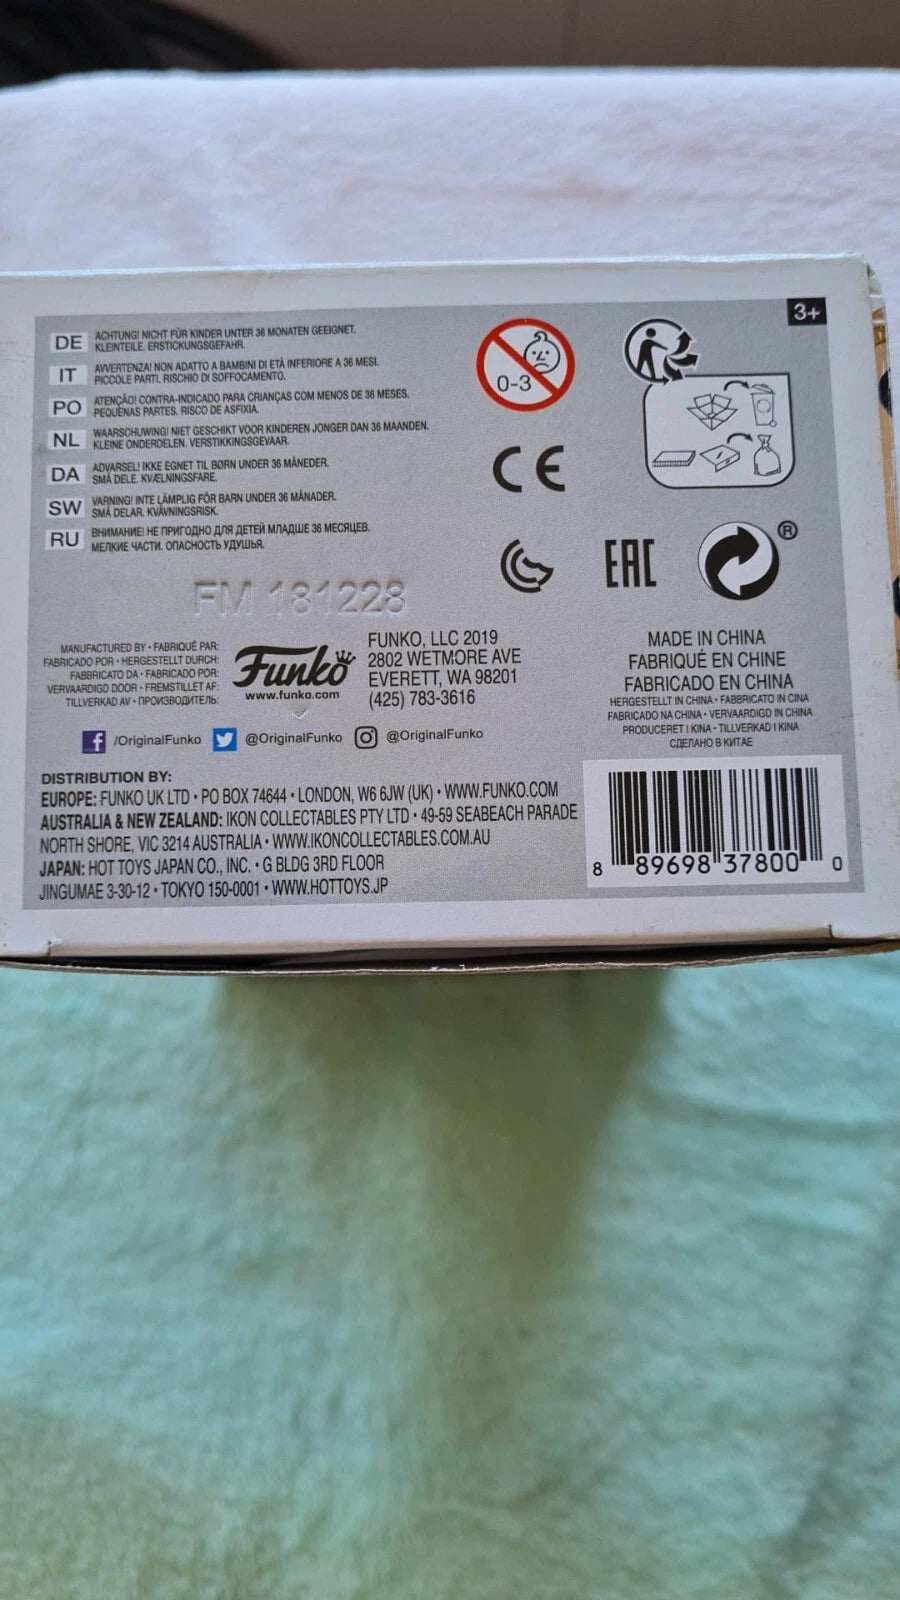 3+
DE ACHTUNG! NICHT FÜR KINDER UNTER 36 MONATEN GEEIGNET.
KLEINTEILE. ERSTICKUNGSGEFAHR.
IT AVVERTENZA! NON ADATTO A BAMBINI DI ETÀ INFERIORE A 36 MESI.
PICCOLE PARTI. RISCHIO DI SOFFOCAMENTO.
PO ATENÇÃO! CONTRA-INDICADO PARA CRIANÇAS COM MENOS DE 36 MESES.
PEQUENAS PARTES. RISCO DE ASFIXIA.
NL WAARSCHUWING! NIET GESCHIKT VOOR KINDEREN JONGER DAN 36 MAANDEN.
KLEINE ONDERDELEN. VERSTIKKINGSGEVAAR.
DA ADVARSEL! IKKE EGNET TIL BØRN UNDER 36 MÅNEDER.
SMÅ DELE. KVÆLNINGSFARE.
SW VARNING! INTE LÄMPLIG FÖR BARN UNDER 36 MÅNADER.
SMÅ DELAR. KVÄVNINGSRISK.
RU ВНИМАНИЕ! НЕ ПРИГОДНО ДЛЯ ДЕТЕЙ МЛАДШЕ 36 МЕСЯЦЕВ.
МЕЛКИЕ ЧАСТИ. ОПАСНОСТЬ УДУШЬЯ.
0-3
CE
EAC
®
FM 181228
MANUFACTURED BY • FABRIQUÉ PAR:
FABRICADO POR • HERGESTELLT DURCH:
FABBRICATO DA • FABRICADO POR:
VERVAARDIGD DOOR • FREMSTILLET AF:
TILLVERKAD AV • ПРОИЗВОДИТЕЛЬ:
Funko
www.funko.com
FUNKO, LLC 2019
2802 WETMORE AVE
EVERETT, WA 98201
(425) 783-3616
MADE IN CHINA
FABRIQUÉ EN CHINE
FABRICADO EN CHINA
HERGESTELLT IN CHINA • FABBRICATO IN CINA
FABRICADO NA CHINA • VERVAARDIGD IN CHINA
PRODUCERET I KINA • TILLVERKAD I KINA
СДЕЛАНО В КИТАЕ
/OriginalFunko @OriginalFunko @OriginalFunko
DISTRIBUTION BY:
EUROPE: FUNKO UK LTD • PO BOX 74644 • LONDON, W6 6JW (UK) • WWW.FUNKO.COM
AUSTRALIA & NEW ZEALAND: IKON COLLECTABLES PTY LTD • 49-59 SEABEACH PARADE
NORTH SHORE, VIC 3214 AUSTRALIA • WWW.IKONCOLLECTABLES.COM.AU
JAPAN: HOT TOYS JAPAN CO., INC. • G BLDG 3RD FLOOR
JINGUMAE 3-30-12 • TOKYO 150-0001 • WWW.HOTTOYS.JP
8 89698 37800 0